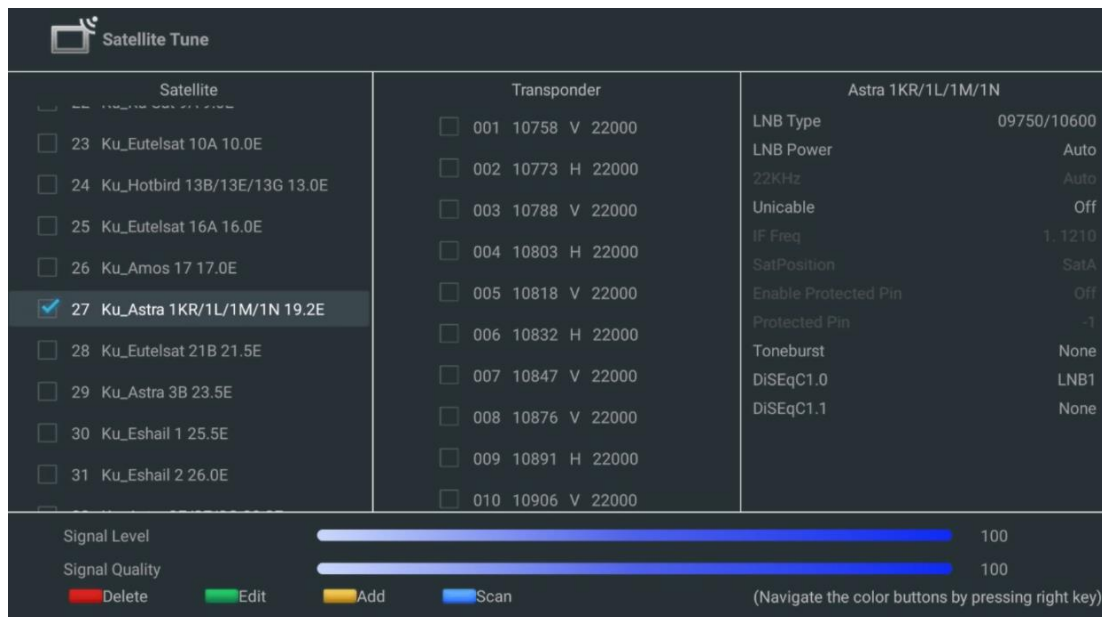 Satellite Tune
Satellite
23 Ku_Eutelsat 10A 10.0E
24 Ku_Hotbird 13B/13E/13G 13.0E
25 Ku_Eutelsat 16A 16.0E
26 Ku_Amos 17 17.0E
27 Ku_Astra 1KR/1L/1M/1N 19.2E
28 Ku_Eutelsat 21B 21.5E
29 Ku_Astra 3B 23.5E
30 Ku_Eshail 1 25.5E
31 Ku_Eshail 2 26.0E
Transponder
001 10758 V 22000
002 10773 H 22000
003 10788 V 22000
004 10803 H 22000
005 10818 V 22000
006 10832 H 22000
007 10847 V 22000
008 10876 V 22000
009 10891 H 22000
010 10906 V 22000
Astra 1KR/1L/1M/1N
LNB Type 09750/10600
LNB Power Auto
22KHz Auto
Unicable Off
IF Freq 1. 1210
SatPosition SatA
Enable Protected Pin Off
Protected Pin -1
Toneburst None
DiSEqC1.0 LNB1
DiSEqC1.1 None
Signal Level 100
Signal Quality 100
Delete Edit Add Scan (Navigate the color buttons by pressing right key)